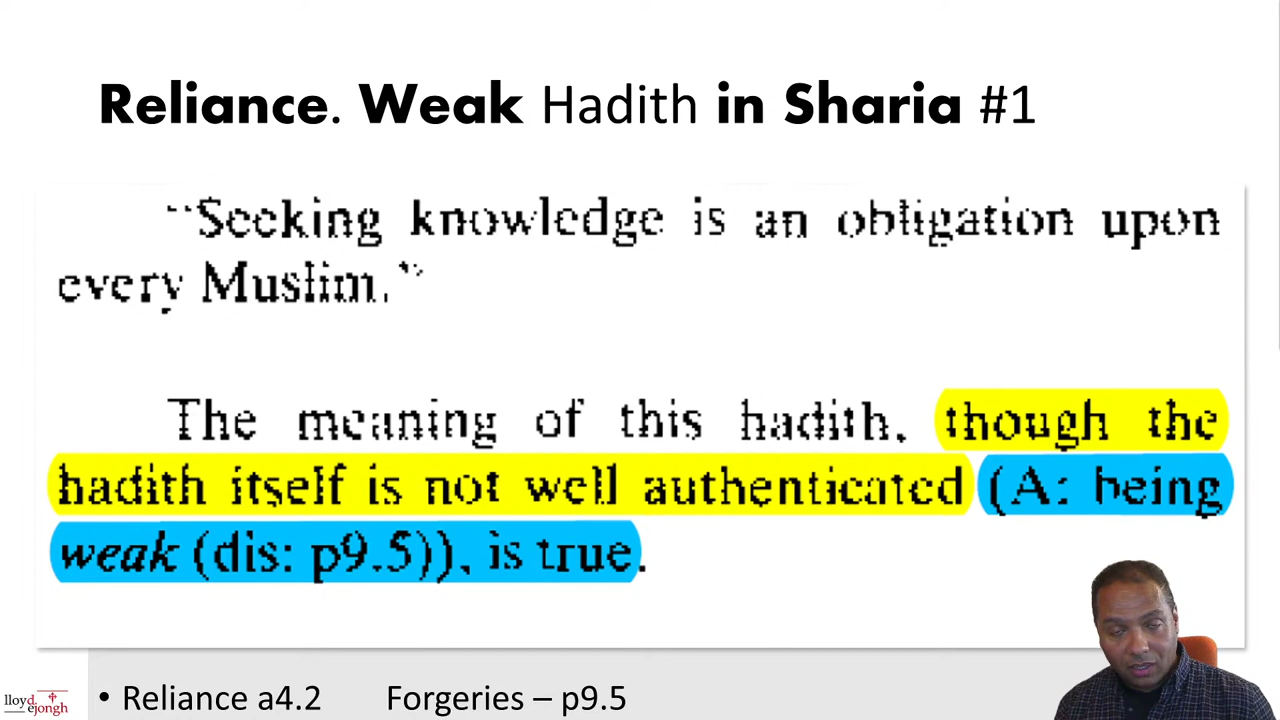 Reliance. Weak Hadith in Sharia #1
"Seeking knowledge is an obligation upon
every Muslim."
The meaning of this hadith, though the
hadith itself is not well authenticated (A: being
weak (dis: p9.5)), is true.
• Reliance a4.2 Forgeries – p9.5
lloyd
ejongh